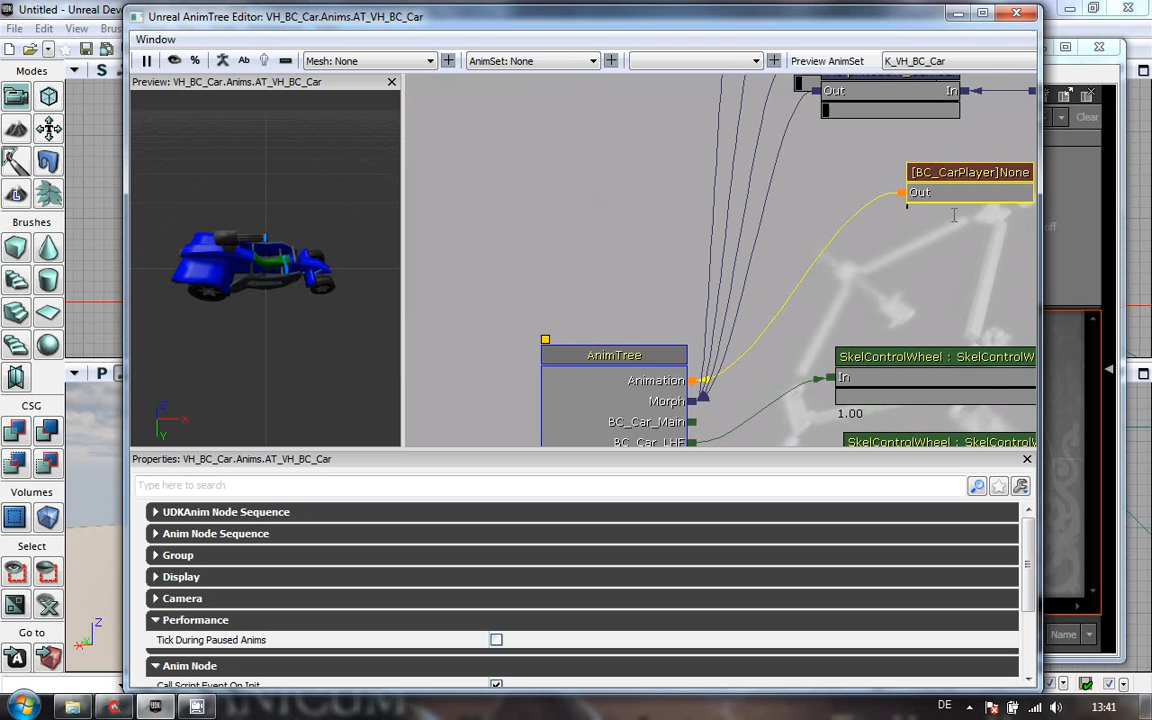 Untitled - Unreal Dev
File Edit View
Modes
S
Brushes
P
CSG
Volumes
Select
Go to
Unreal AnimTree Editor: VH_BC_Car.Anims.AT_VH_BC_Car
Window
Mesh: None
AnimSet: None
Preview AnimSet
K_VH_BC_Car
Clear
Preview: VH_BC_Car.Anims.AT_VH_BC_Car
Out
In
[BC_CarPlayer]None
Out
AnimTree
Animation
Morph
BC_Car_Main
BC_Car_LHF
SkelControlWheel : SkelControlW
In
1.00
SkelControlWheel : SkelControlW
Z
X
Y
Properties: VH_BC_Car.Anims.AT_VH_BC_Car
Type here to search
UDKAnim Node Sequence
Anim Node Sequence
Group
Display
Camera
Performance
Tick During Paused Anims
Anim Node
Call Script Event On Init
Name
Z
X
DE
13:41